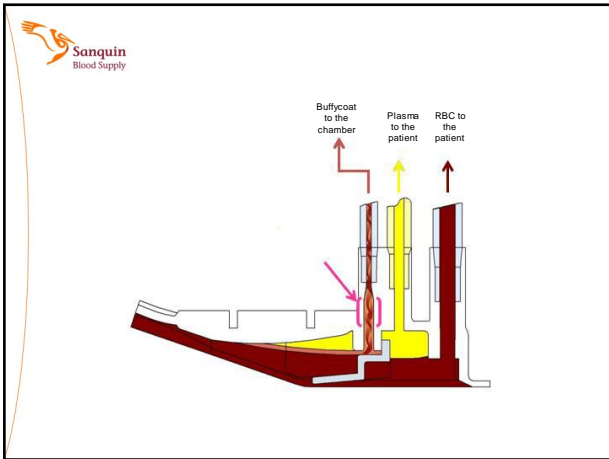 Sanquin
Blood Supply
Buffycoat
to the
chamber
Plasma
to the
patient
RBC to
the
patient